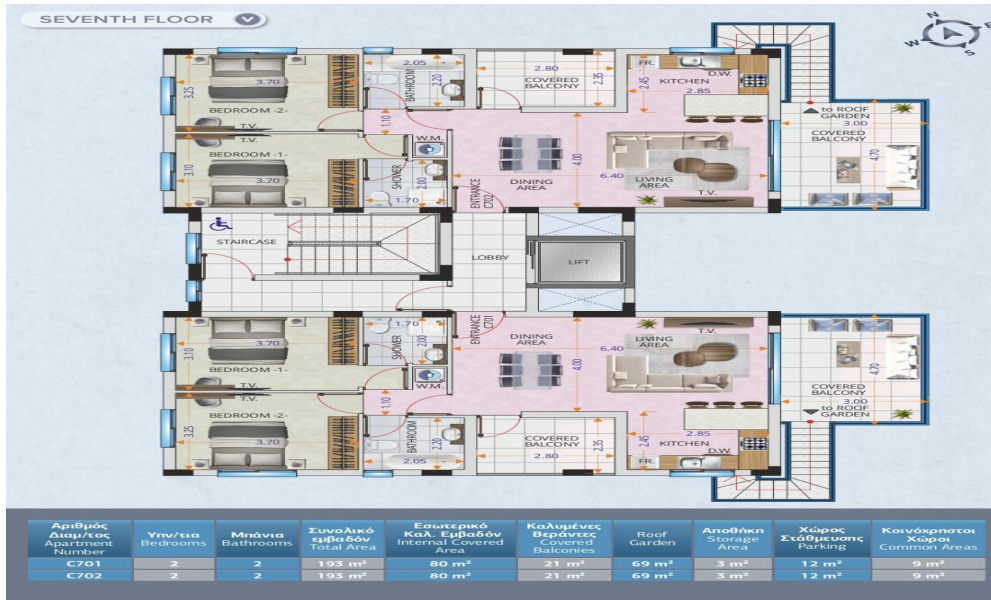 SEVENTH FLOOR
N
E
W
S
3.25
3.70
BEDROOM -2-
T.V.
2.05
BATHROOM
2.20
1.10
2.80
COVERED
BALCONY
2.35
FR.
2.45
KITCHEN
D.W.
2.85
to ROOF
GARDEN
3.00
COVERED
BALCONY
4.70
T.V.
BEDROOM -1-
3.10
3.70
W.M.
SHOWER
2.00
1.70
ENTRANCE
C702
DINING
AREA
4.00
6.40
LIVING
AREA
T.V.
STAIRCASE
LOBBY
LIFT
3.10
3.70
BEDROOM -1-
T.V.
1.70
SHOWER
2.00
W.M.
ENTRANCE
C701
DINING
AREA
4.00
6.40
T.V.
LIVING
AREA
4.70
COVERED
BALCONY
3.00
to ROOF
GARDEN
T.V.
BEDROOM -2-
3.25
3.70
1.10
BATHROOM
2.20
2.05
COVERED
BALCONY
2.80
2.35
2.45
2.85
KITCHEN
D.W.
FR.
Αριθμός Διαμ/τος Apartment Number Υπν/τια Bedrooms Μπάνια Bathrooms Συνολικό εμβαδόν Total Area Εσωτερικό Καλ. Εμβαδόν Internal Covered Area Καλυμένες Βεράντες Covered Balconies Roof Garden Αποθήκη Storage Area Χώρος Στάθμευσης Parking Κοινόχρηστοι Χώροι Common Areas
C701 2 2 193 m² 80 m² 21 m² 69 m² 3 m² 12 m² 9 m²
C702 2 2 193 m² 80 m² 21 m² 69 m² 3 m² 12 m² 9 m²